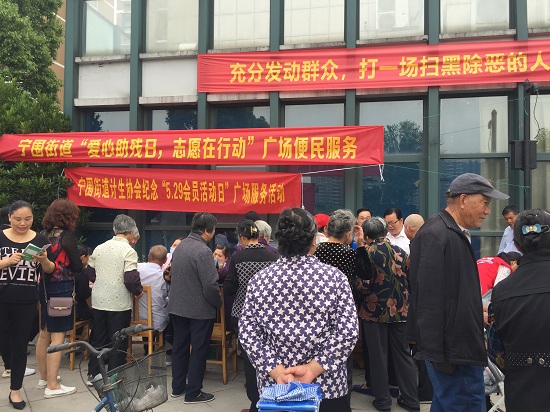 充分发动群众，打一场扫黑除恶的人
宁围街道“爱心助残日，志愿在行动”广场便民服务
宁围街道计生协会纪念“5.29会员活动日”广场服务活动